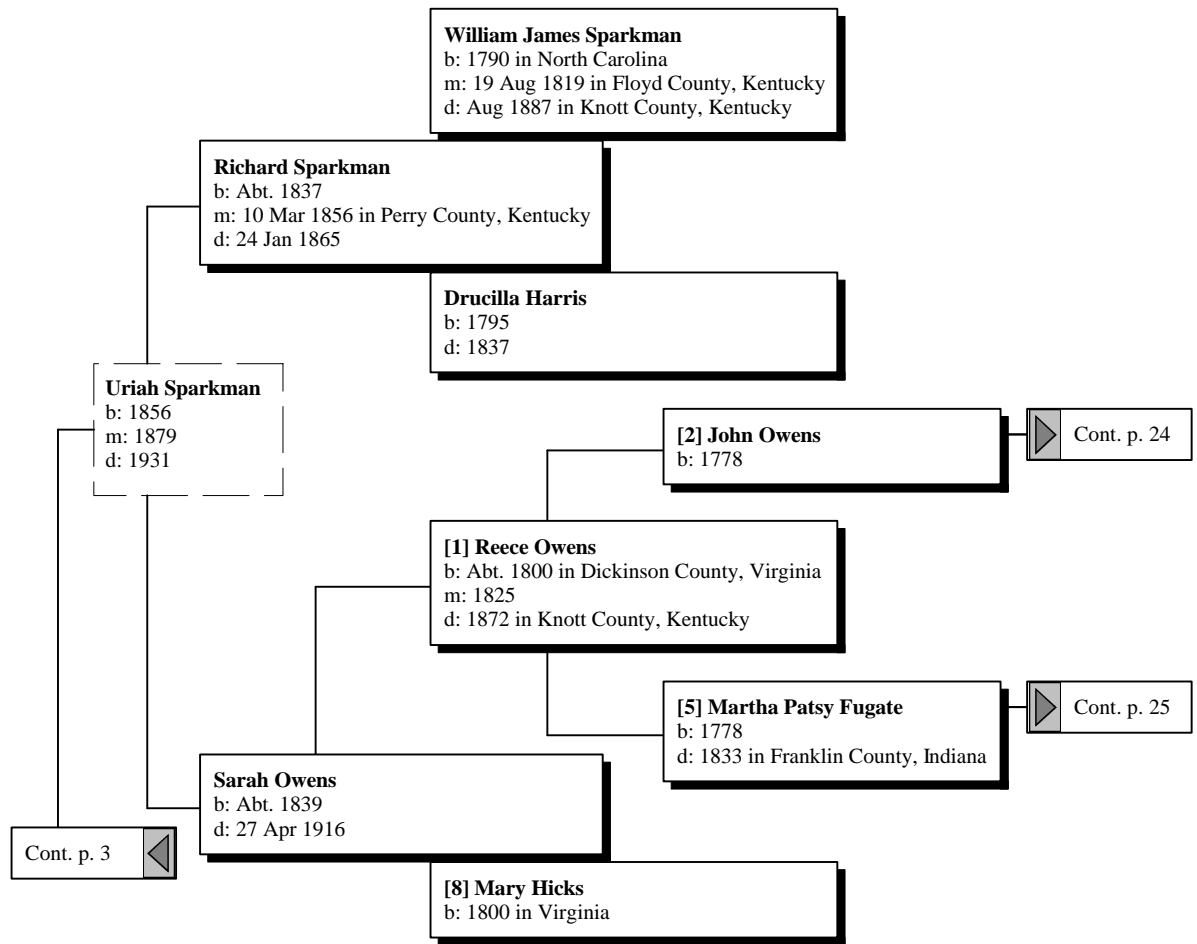 William James Sparkman
b: 1790 in North Carolina
m: 19 Aug 1819 in Floyd County, Kentucky
d: Aug 1887 in Knott County, Kentucky
Richard Sparkman
b: Abt. 1837
m: 10 Mar 1856 in Perry County, Kentucky
d: 24 Jan 1865
Drucilla Harris
b: 1795
d: 1837
Uriah Sparkman
b: 1856
m: 1879
d: 1931
[2] John Owens
b: 1778
Cont. p. 24
[1] Reece Owens
b: Abt. 1800 in Dickinson County, Virginia
m: 1825
d: 1872 in Knott County, Kentucky
[5] Martha Patsy Fugate
b: 1778
d: 1833 in Franklin County, Indiana
Cont. p. 25
Sarah Owens
b: Abt. 1839
d: 27 Apr 1916
Cont. p. 3
[8] Mary Hicks
b: 1800 in Virginia